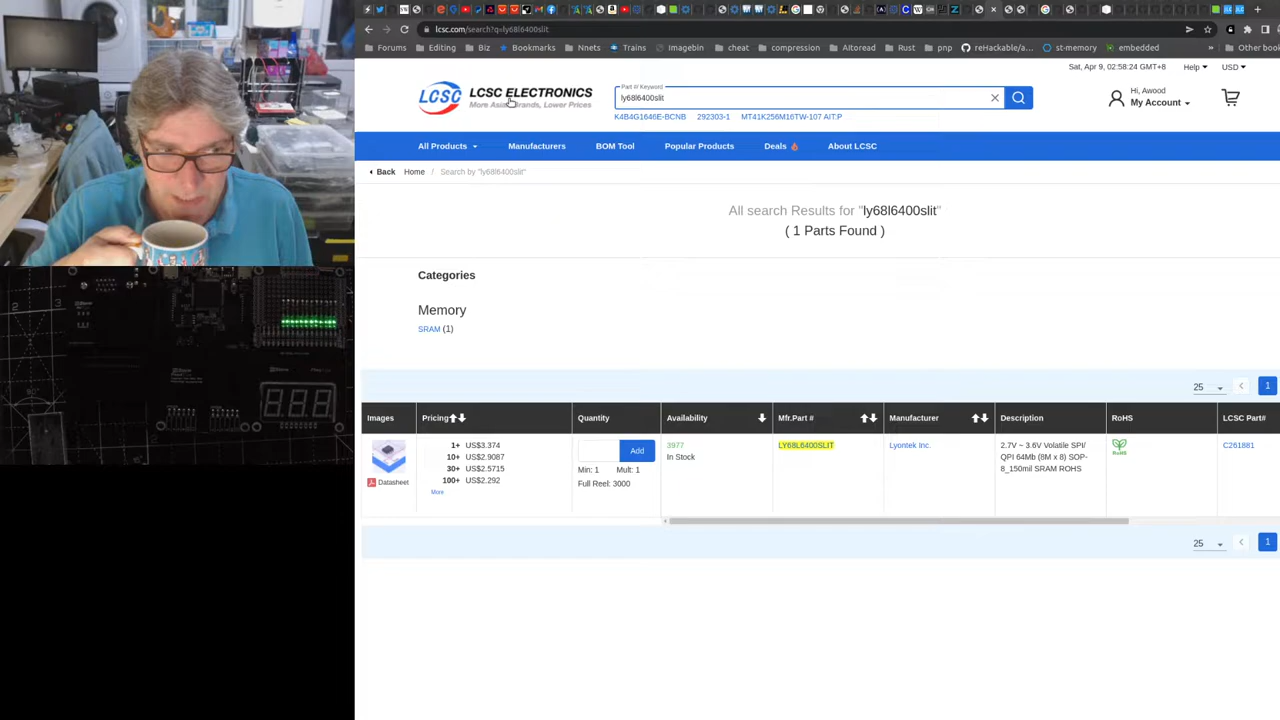 lcsc.com/search?q=ly68l6400slit
Forums Editing Biz Bookmarks Nnets Trains Imagebin cheat compression Altoread Rust pnp reHackable/a... st-memory embedded » Other book
Sat, Apr 9, 02:58:24 GMT+8 Help USD
LCSC LCSC ELECTRONICS
More Asian Brands, Lower Prices
Part #/ Keyword
ly68l6400slit
K4B4G1646E-BCNB 292303-1 MT41K256M16TW-107 AIT:P
Hi, Awood
My Account
All Products Manufacturers BOM Tool Popular Products Deals About LCSC
Back Home / Search by "ly68l6400slit"
All search Results for "ly68l6400slit"
( 1 Parts Found )
Categories
Memory
SRAM (1)
25 1
Images Pricing Quantity Availability Mfr.Part # Manufacturer Description RoHS LCSC Part#
Datasheet
1+ US$3.374
10+ US$2.9087
30+ US$2.5715
100+ US$2.292
More
Add
Min: 1 Mult: 1
Full Reel: 3000
3977
In Stock
LY68L6400SLIT
Lyontek Inc.
2.7V ~ 3.6V Volatile SPI/
QPI 64Mb (8M x 8) SOP-
8_150mil SRAM ROHS
RoHS
C261881
25 1